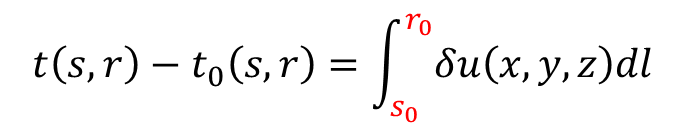 t(s, r) − t₀(s, r) = ∫_{s₀}^{r₀} δu(x, y, z)dl